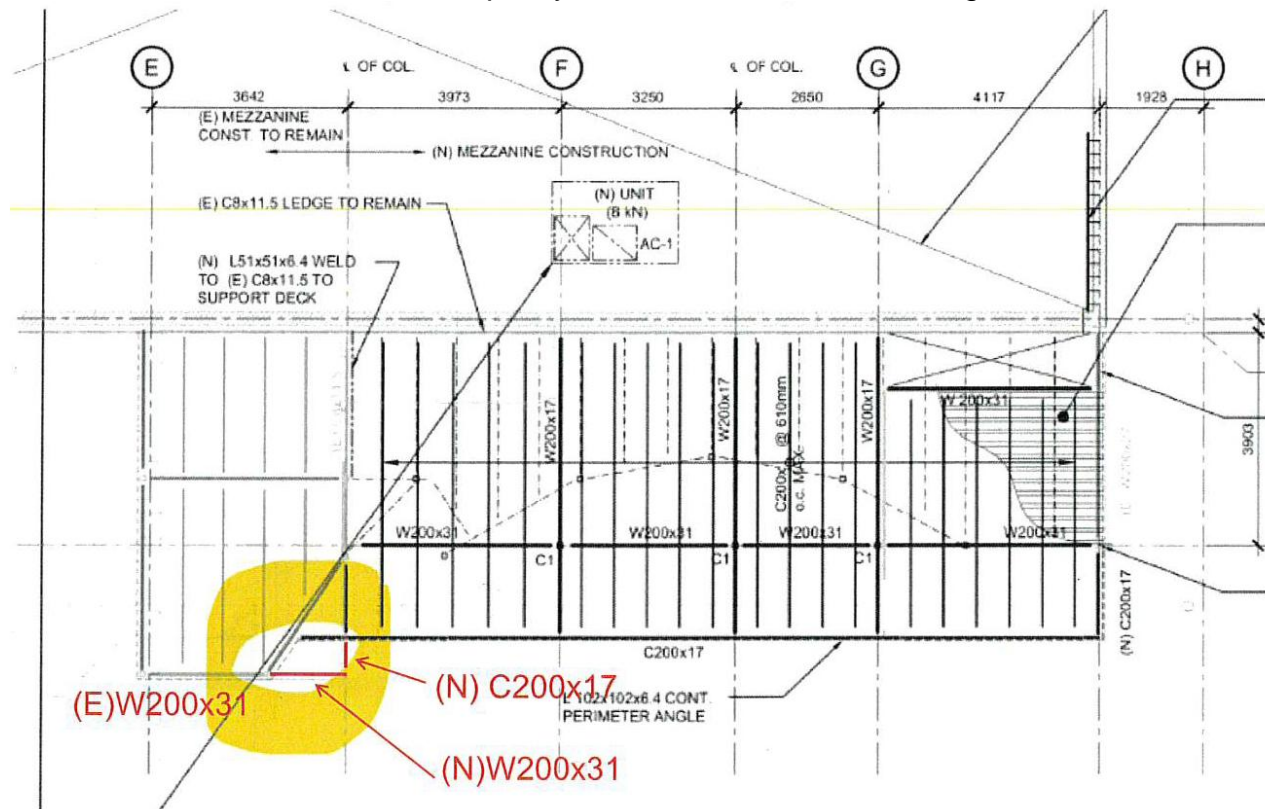 E
F
G
H
℄ OF COL.
℄ OF COL.
3642
3973
3250
2650
4117
1928
(E) MEZZANINE
CONST. TO REMAIN
(N) MEZZANINE CONSTRUCTION
(N) UNIT
(8 kN)
AC-1
(E) C8x11.5 LEDGE TO REMAIN
(N) L51x51x6.4 WELD
TO (E) C8x11.5 TO
SUPPORT DECK
W200x17
W200x17
C200x @ 610mm
o.c. MAX.
W200x17
W 200x31
3903
W200x31
W200x31
W200x31
W200x31
C1
C1
C1
C200x17
(N) C200x17
(E)W200x31
(N) C200x17
L 102x102x6.4 CONT.
PERIMETER ANGLE
(N)W200x31